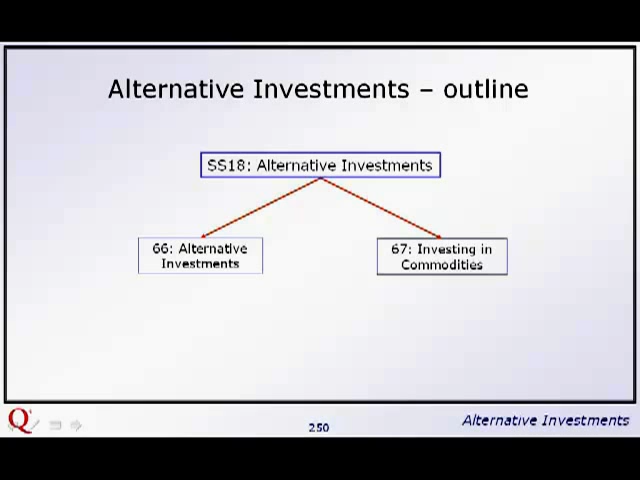 Alternative Investments – outline
SS18: Alternative Investments
66: Alternative
Investments
67: Investing in
Commodities
Q
250
Alternative Investments